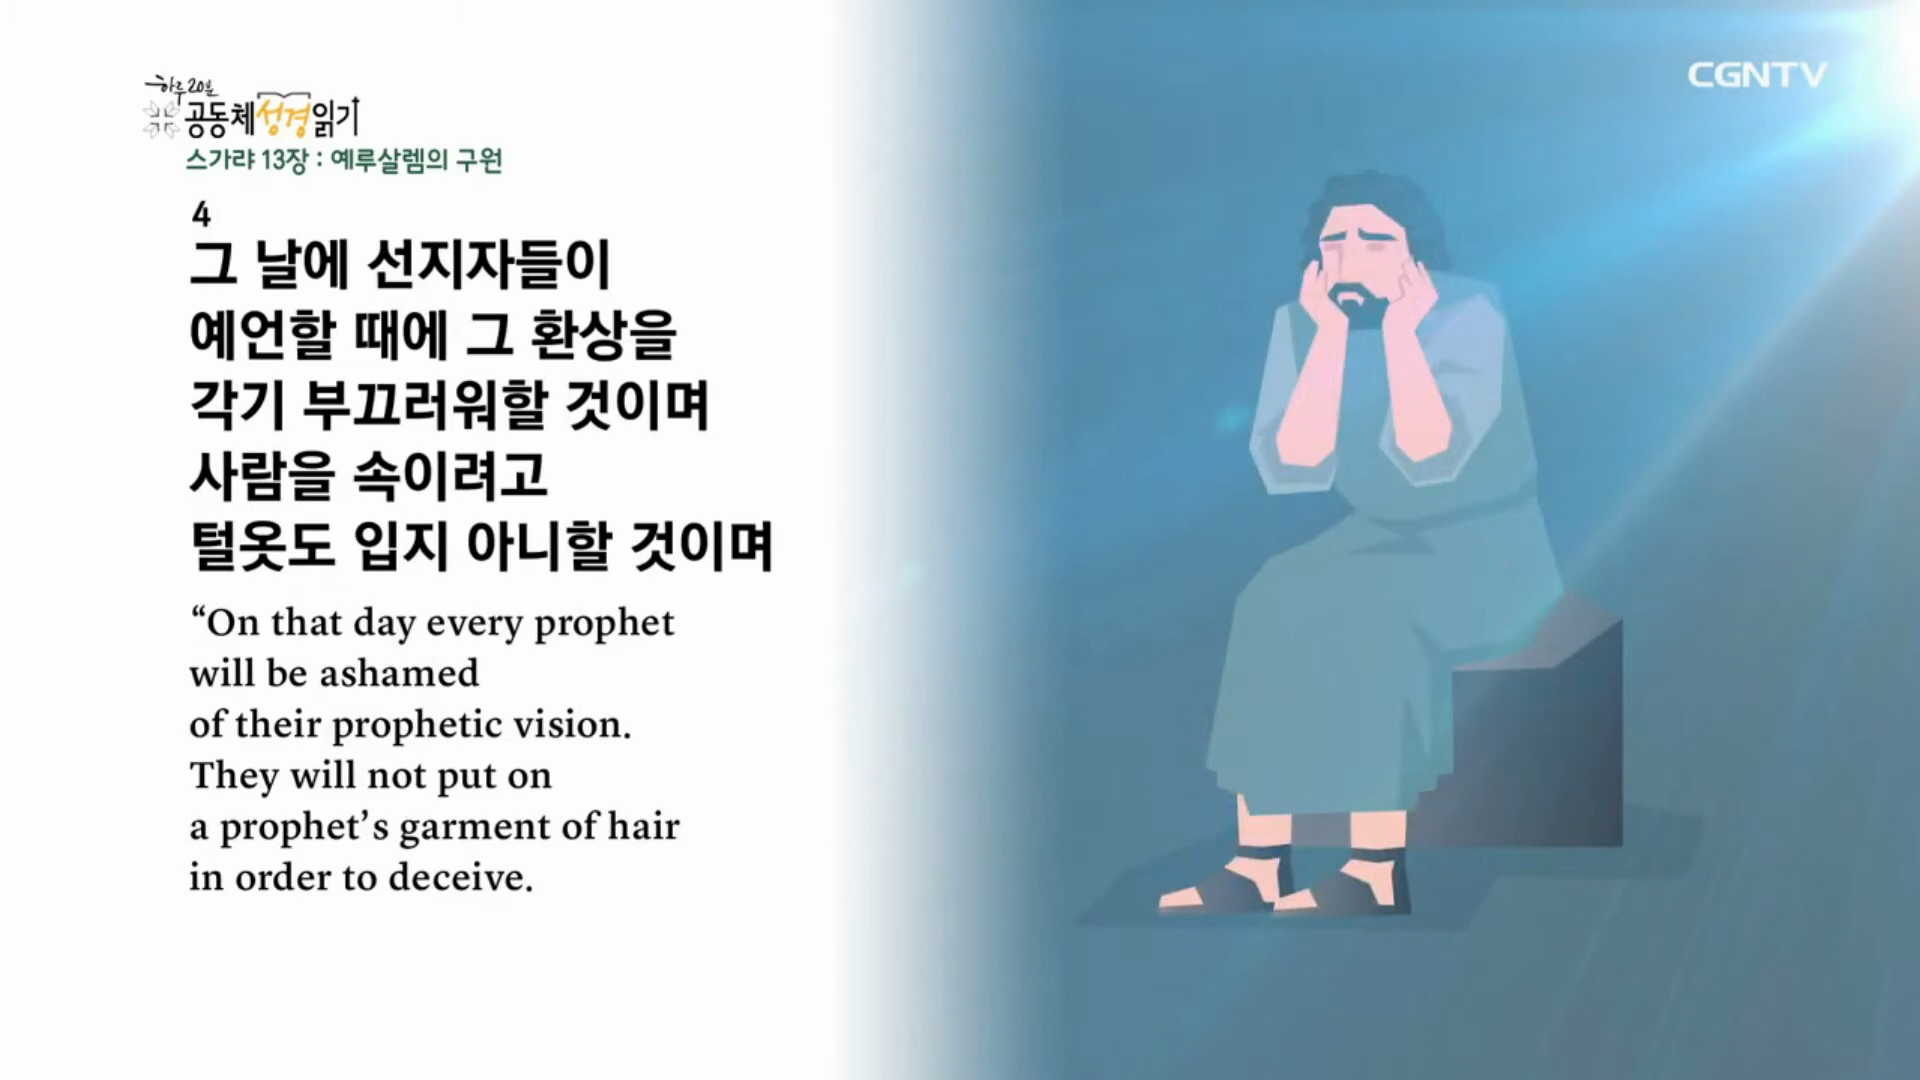 하루 20분
공동체성경읽기
CGNTV
스가랴 13장 : 예루살렘의 구원
4
그 날에 선지자들이
예언할 때에 그 환상을
각기 부끄러워할 것이며
사람을 속이려고
털옷도 입지 아니할 것이며
“On that day every prophet
will be ashamed
of their prophetic vision.
They will not put on
a prophet’s garment of hair
in order to deceive.